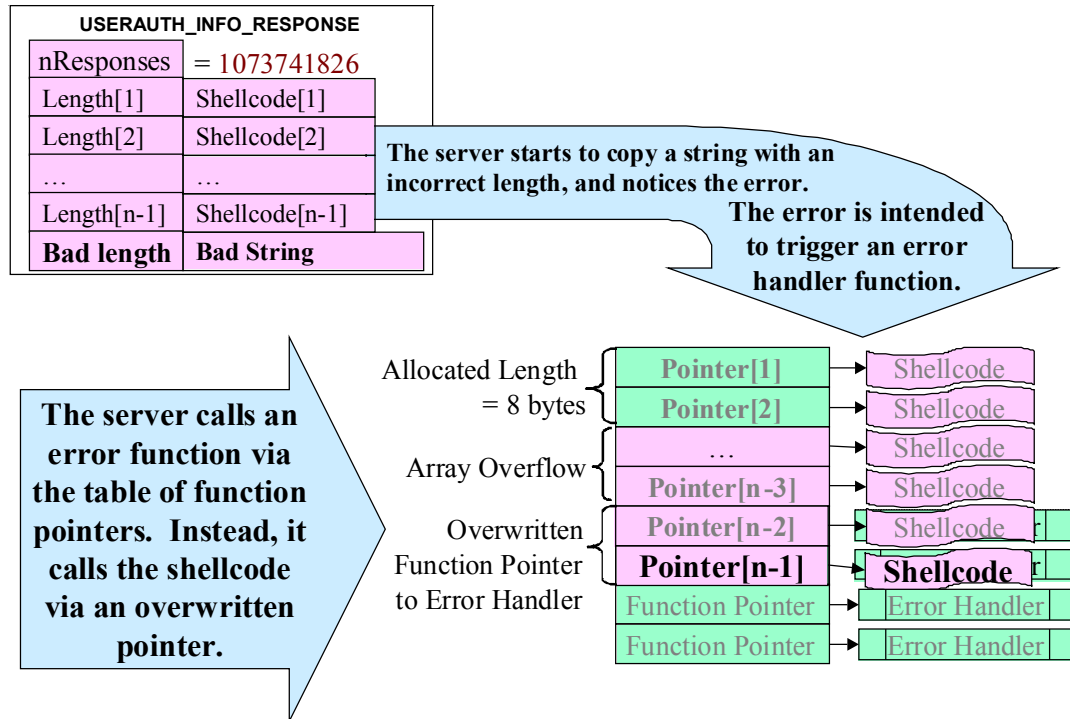 USERAUTH_INFO_RESPONSE
nResponses = 1073741826
Length[1] Shellcode[1]
Length[2] Shellcode[2]
... ...
Length[n-1] Shellcode[n-1]
Bad length Bad String
The server starts to copy a string with an
incorrect length, and notices the error.
The error is intended
to trigger an error
handler function.
The server calls an
error function via
the table of function
pointers. Instead, it
calls the shellcode
via an overwritten
pointer.
Allocated Length
= 8 bytes
Array Overflow
Overwritten
Function Pointer
to Error Handler
Pointer[1] Shellcode
Pointer[2] Shellcode
... Shellcode
Pointer[n-3] Shellcode
Pointer[n-2] Shellcode
Pointer[n-1] Shellcode
Function Pointer Error Handler
Function Pointer Error Handler